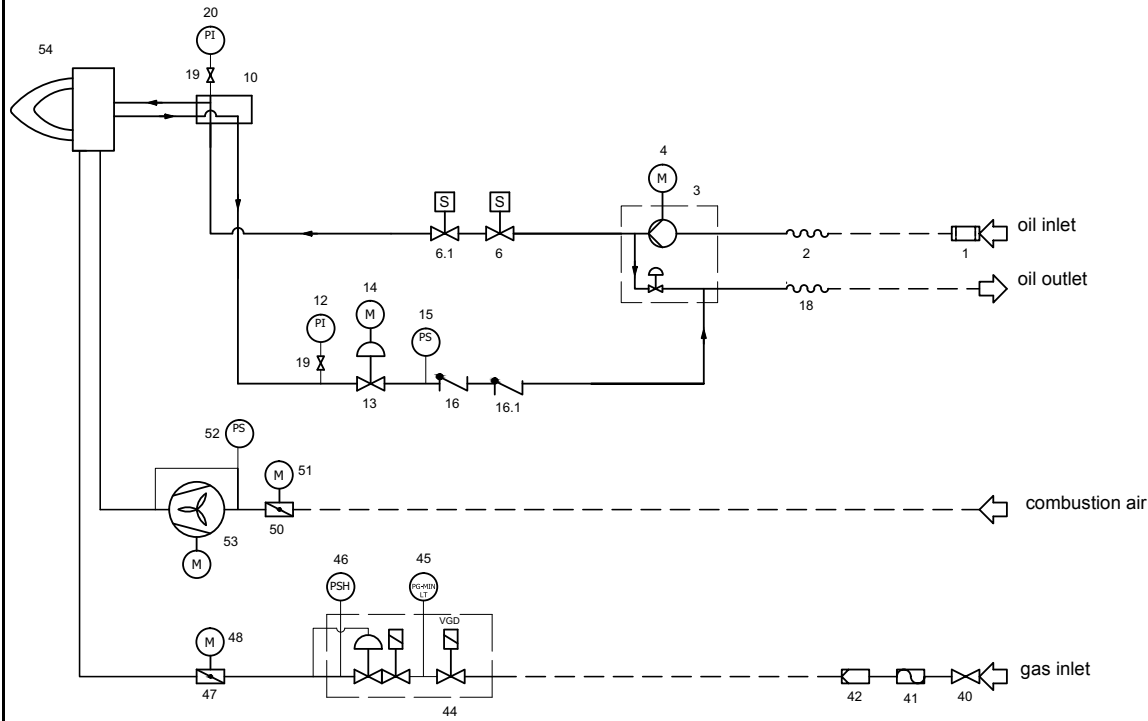 20
PI
54
19
10
4
M
3
S
S
oil inlet
6.1
6
2
1
oil outlet
18
12
PI
14
M
15
PS
19
13
16
16.1
52
PS
M
51
combustion air
50
53
M
46
45
PSH
PG-MIN
LT
VGD
M
48
gas inlet
47
44
42
41
40